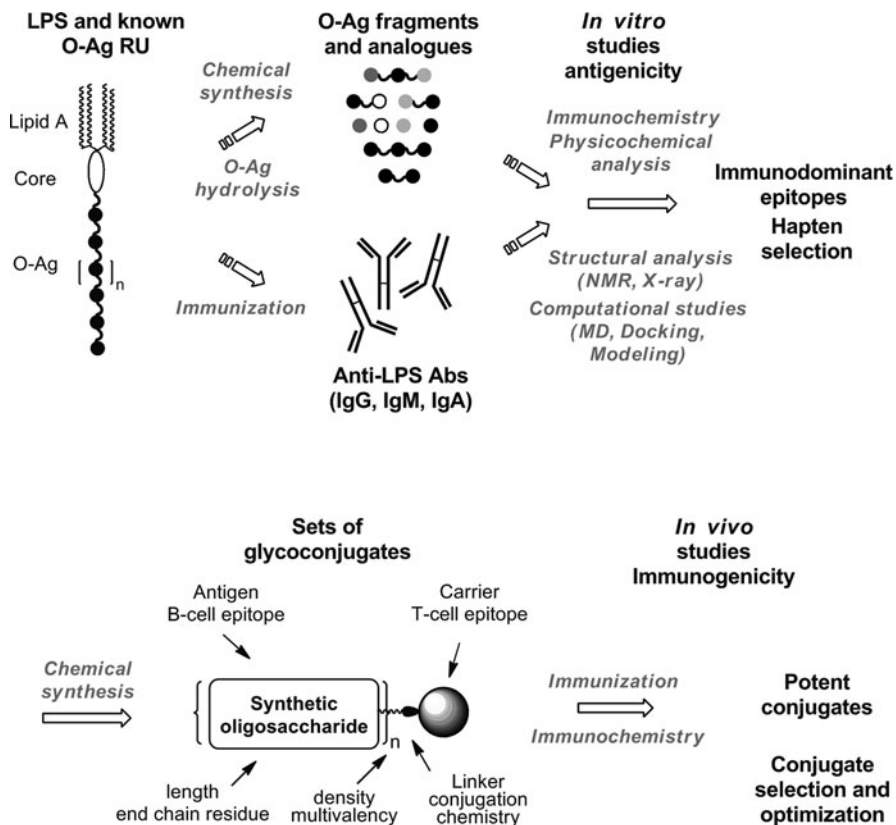 LPS and known
O-Ag RU
Lipid A
Core
O-Ag
n
Chemical
synthesis
O-Ag
hydrolysis
Immunization
O-Ag fragments
and analogues
Anti-LPS Abs
(IgG, IgM, IgA)
In vitro
studies
antigenicity
Immunochemistry
Physicochemical
analysis
Structural analysis
(NMR, X-ray)
Computational studies
(MD, Docking,
Modeling)
Immunodominant
epitopes
Hapten
selection
Chemical
synthesis
Sets of
glycoconjugates
Antigen
B-cell epitope
Carrier
T-cell epitope
Synthetic
oligosaccharide
n
length
end chain residue
density
multivalency
Linker
conjugation
chemistry
In vivo
studies
Immunogenicity
Immunization
Immunochemistry
Potent
conjugates
Conjugate
selection and
optimization